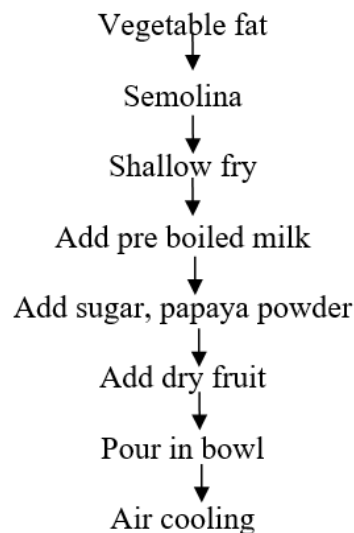 Vegetable fat
Semolina
Shallow fry
Add pre boiled milk
Add sugar, papaya powder
Add dry fruit
Pour in bowl
Air cooling